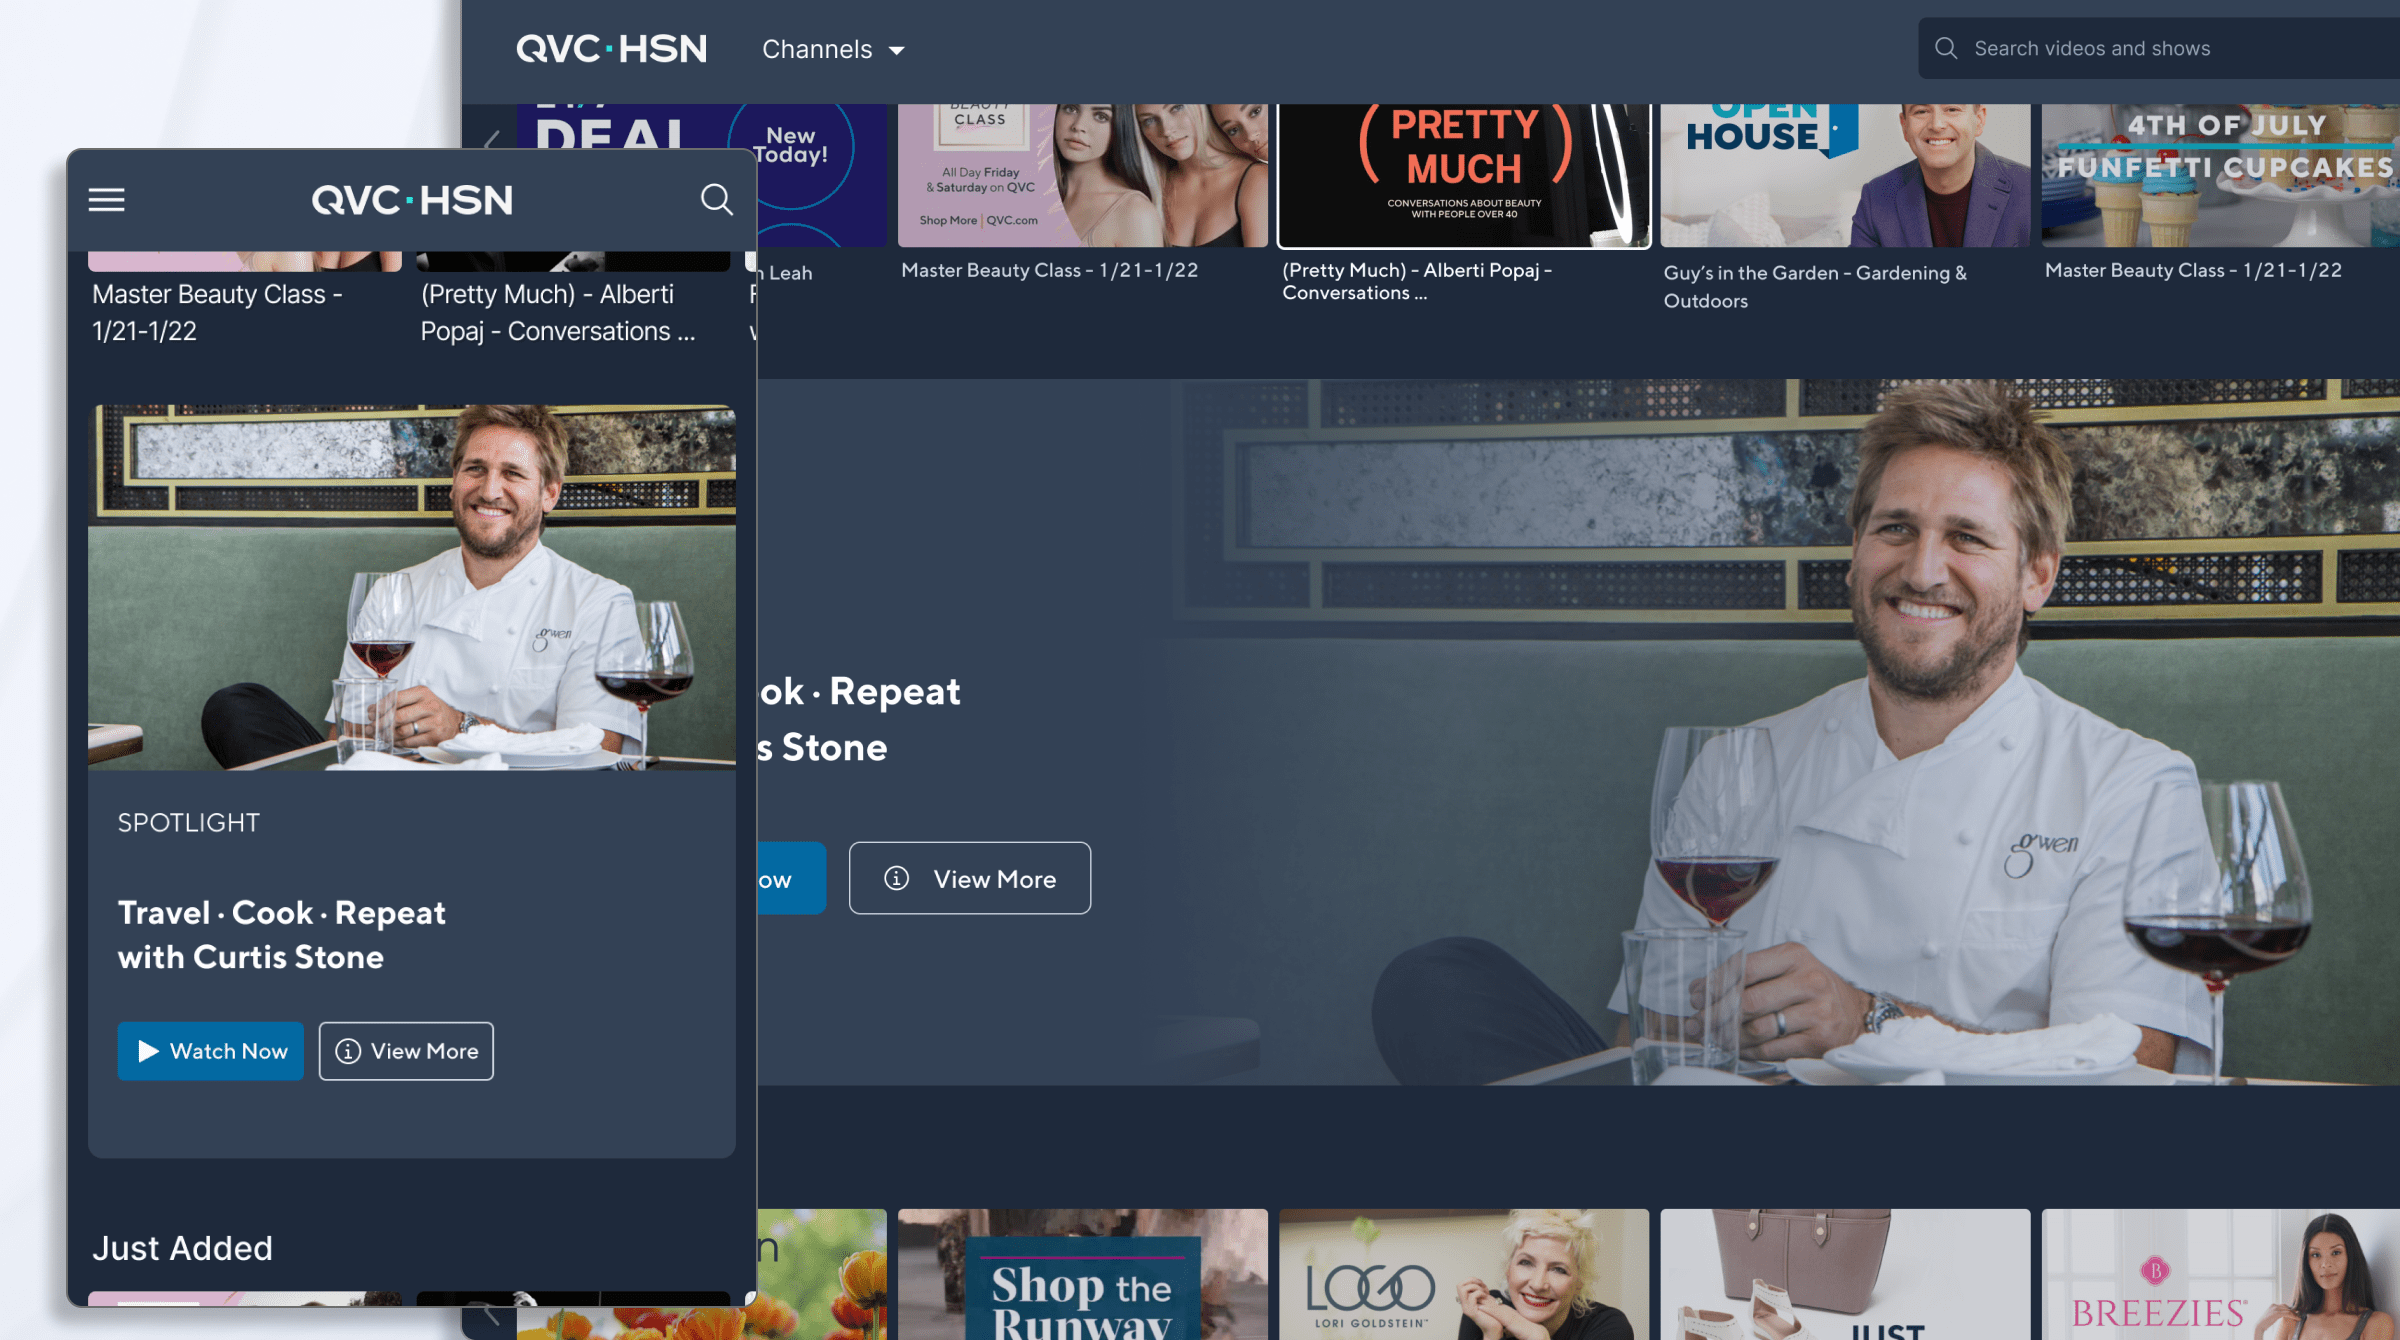 QVC·HSN
Channels
Search videos and shows
DEAL
New
Today!
BEAUTY
CLASS
All Day Friday
& Saturday on QVC
Shop More | QVC.com
(PRETTY
MUCH)
CONVERSATIONS ABOUT BEAUTY
WITH PEOPLE OVER 40
OPEN
HOUSE
4TH OF JULY
FUNFETTI CUPCAKES
Leah
Master Beauty Class - 1/21-1/22
(Pretty Much) - Alberti Popaj -
Conversations ...
Guy's in the Garden - Gardening &
Outdoors
Master Beauty Class - 1/21-1/22
ok · Repeat
s Stone
ow
View More
gwen
Shop the
Runway
LOGO
LORI GOLDSTEIN™
JUST
B
BREEZIES®
QVC·HSN
Master Beauty Class -
1/21-1/22
(Pretty Much) - Alberti
Popaj - Conversations ...
gwen
SPOTLIGHT
Travel · Cook · Repeat
with Curtis Stone
Watch Now
View More
Just Added